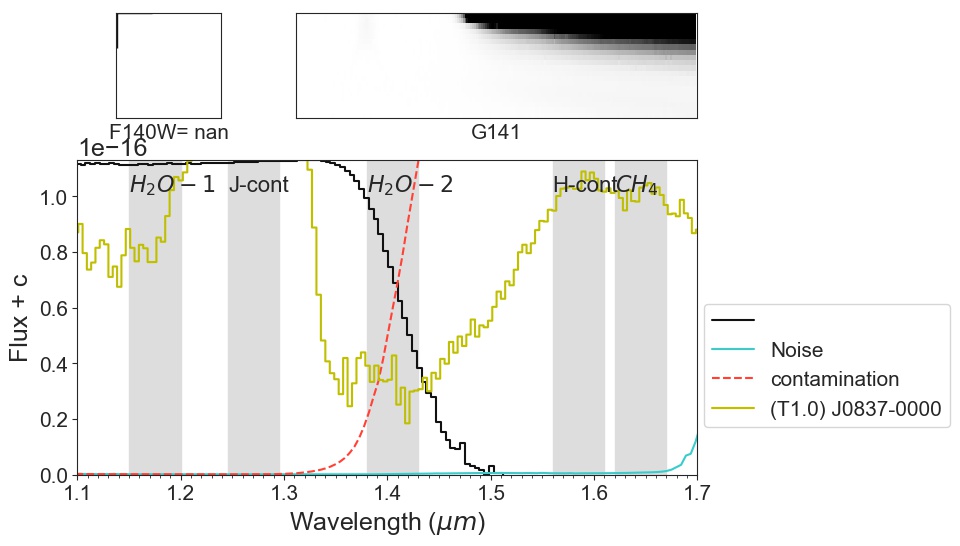 F140W= nan
G141
1e−16
H₂O − 1
J-cont
H₂O − 2
H-cont
CH₄
1.0
0.8
0.6
0.4
0.2
0.0
Flux + c
1.1
1.2
1.3
1.4
1.5
1.6
1.7
Wavelength (μm)
Noise
contamination
(T1.0) J0837-0000